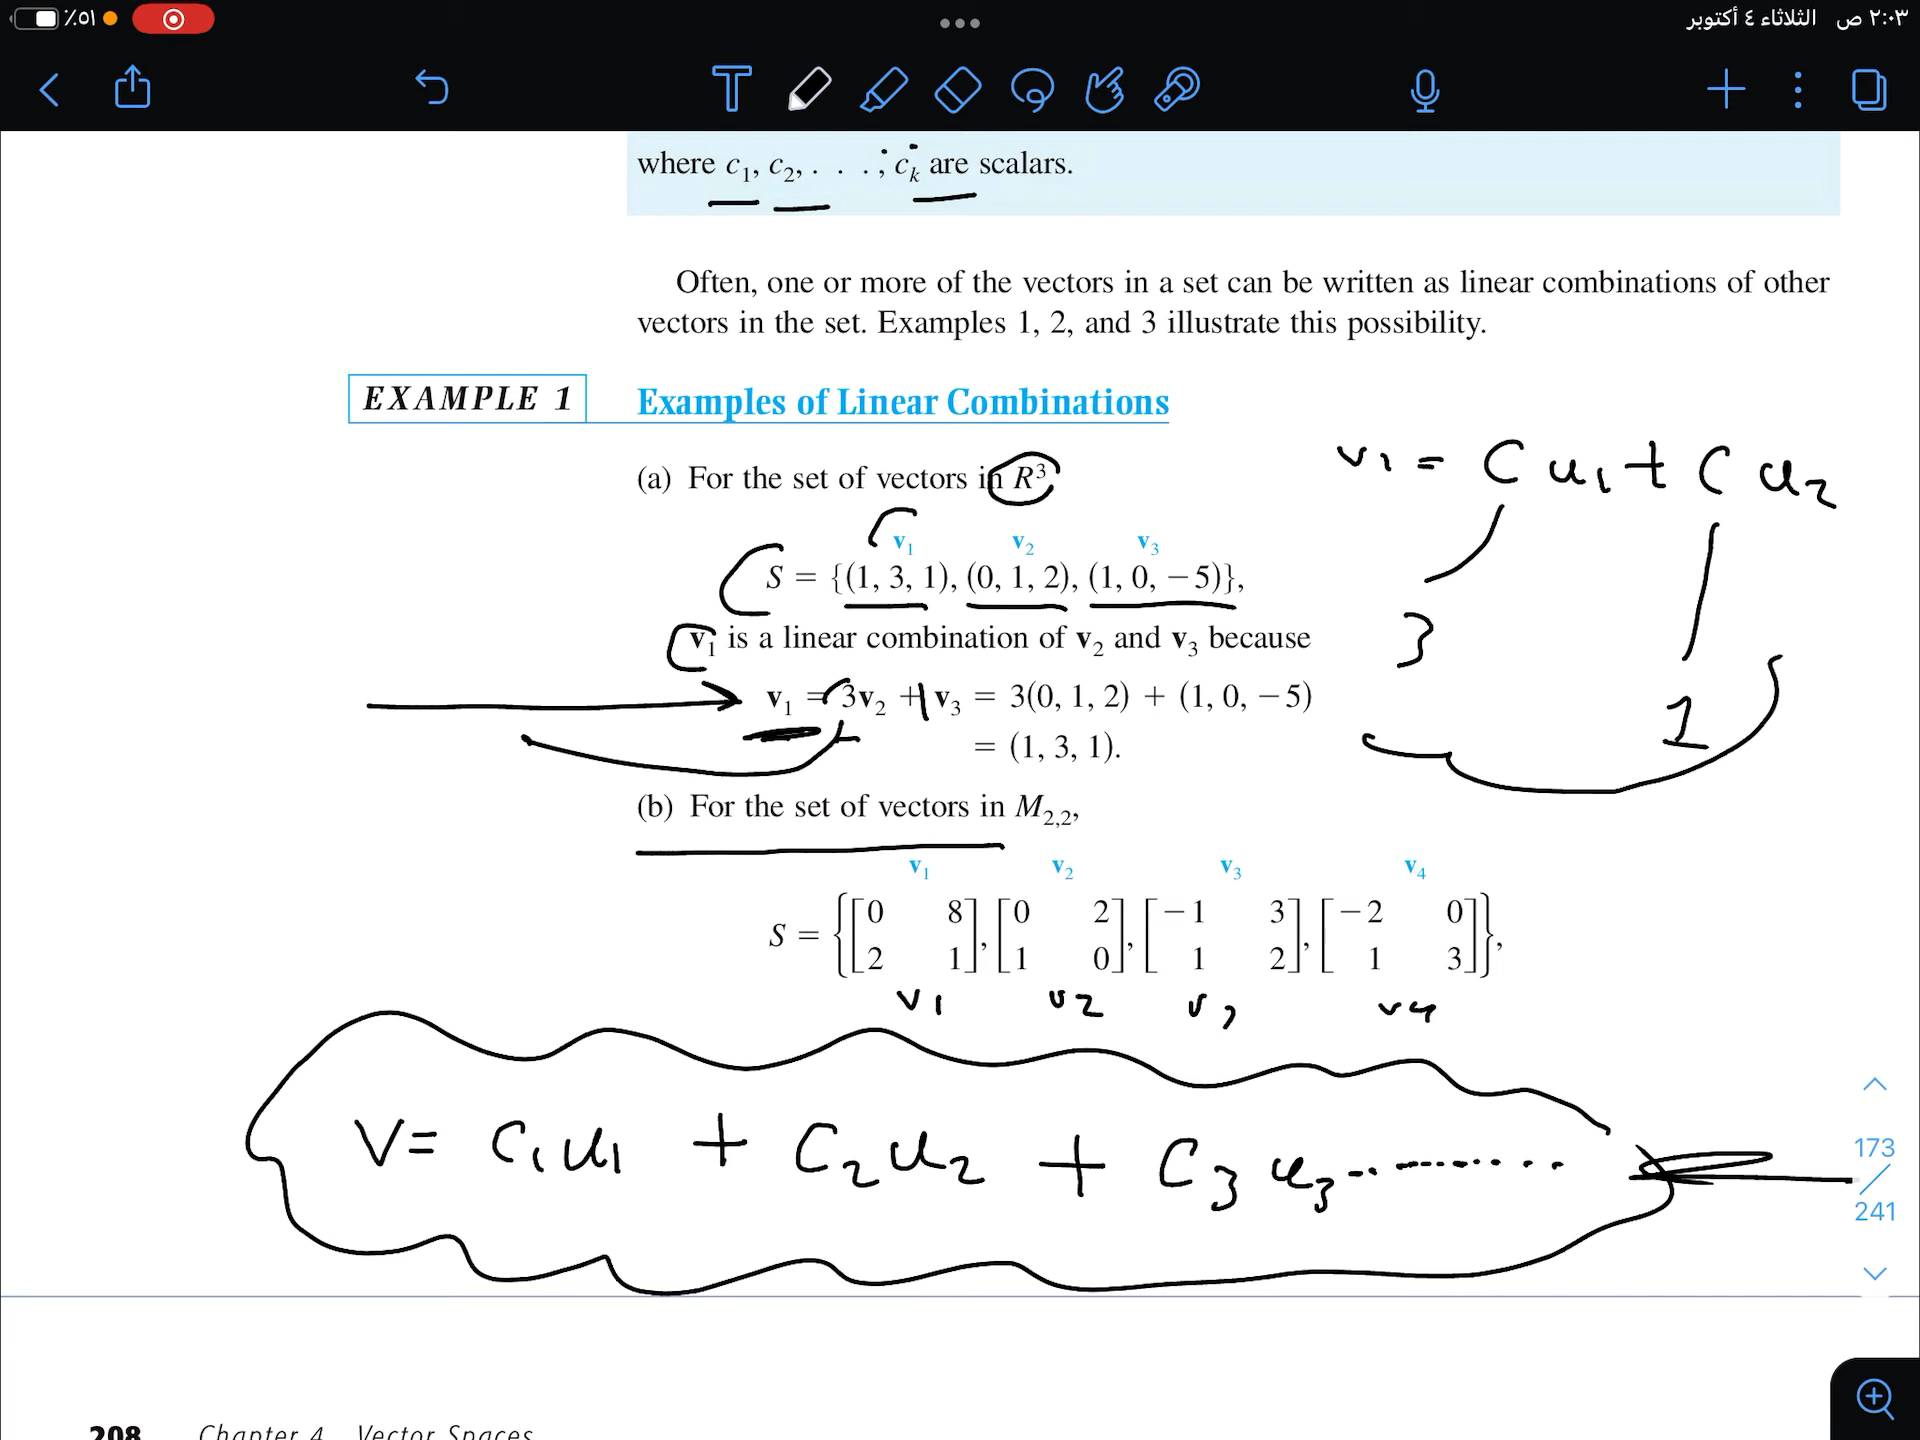 ٪٥١ ٢:٠٣ ص الثلاثاء ٤ أكتوبر
where c₁, c₂, . . . , cₖ are scalars.
Often, one or more of the vectors in a set can be written as linear combinations of other
vectors in the set. Examples 1, 2, and 3 illustrate this possibility.
EXAMPLE 1 Examples of Linear Combinations
(a) For the set of vectors in R³
v₁ = C u₁ + C u₂
v₁ v₂ v₃
S = {(1, 3, 1), (0, 1, 2), (1, 0, −5)},
v₁ is a linear combination of v₂ and v₃ because
3
v₁ = 3v₂ + 1v₃ = 3(0, 1, 2) + (1, 0, −5)
1
= (1, 3, 1).
(b) For the set of vectors in M₂,₂,
v₁ v₂ v₃ v₄
S = {[0 8], [0 2], [−1 3], [−2 0]},
[2 1] [1 0] [1 2] [1 3]
v1 v2 v3 v4
V = C₁u₁ + C₂u₂ + C₃u₃ ..........
173
241
208 Chapter 4 Vector Spaces